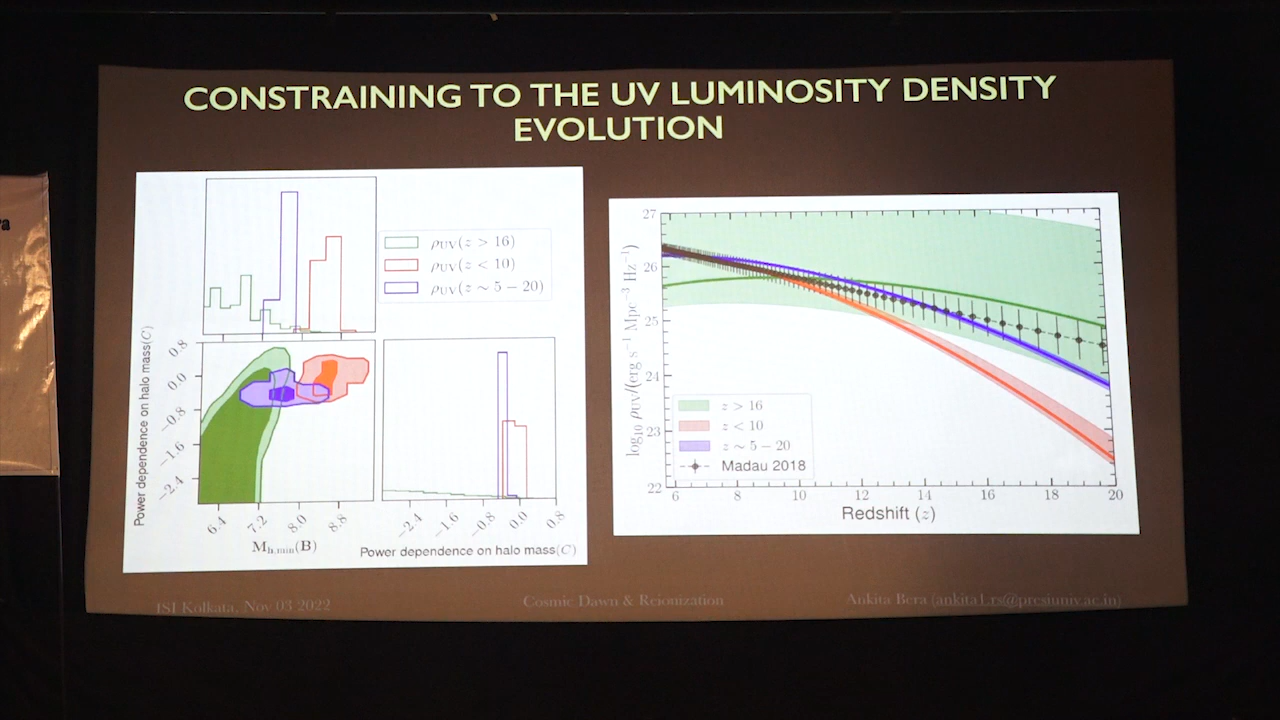 CONSTRAINING TO THE UV LUMINOSITY DENSITY
EVOLUTION
ρUV(z > 16)
ρUV(z < 10)
ρUV(z ∼ 5 − 20)
Power dependence on halo mass(C)
0.8
0.0
−0.8
−1.6
−2.4
6.4
7.2
8.0
8.8
Mh,min(B)
−2.4
−1.6
−0.8
0.0
0.8
Power dependence on halo mass(C)
log10 ρUV/(erg s−1 Mpc−3 Hz−1)
27
26
25
24
23
22
z > 16
z < 10
z ∼ 5 − 20
Madau 2018
6
8
10
12
14
16
18
20
Redshift (z)
ISI Kolkata, Nov 03 2022
Cosmic Dawn & Reionization
Ankita Bera (ankita1.rs@presiuniv.ac.in)